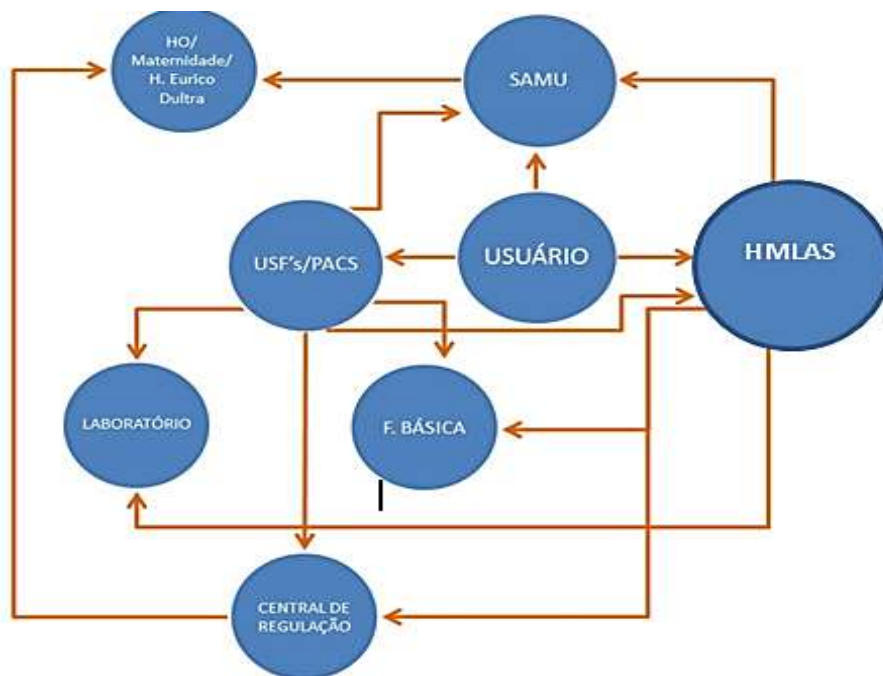 HO/
Maternidade/
H. Eurico
Dultra
SAMU
USF's/PACS
USUÁRIO
HMLAS
LABORATÓRIO
F. BÁSICA
CENTRAL DE
REGULAÇÃO